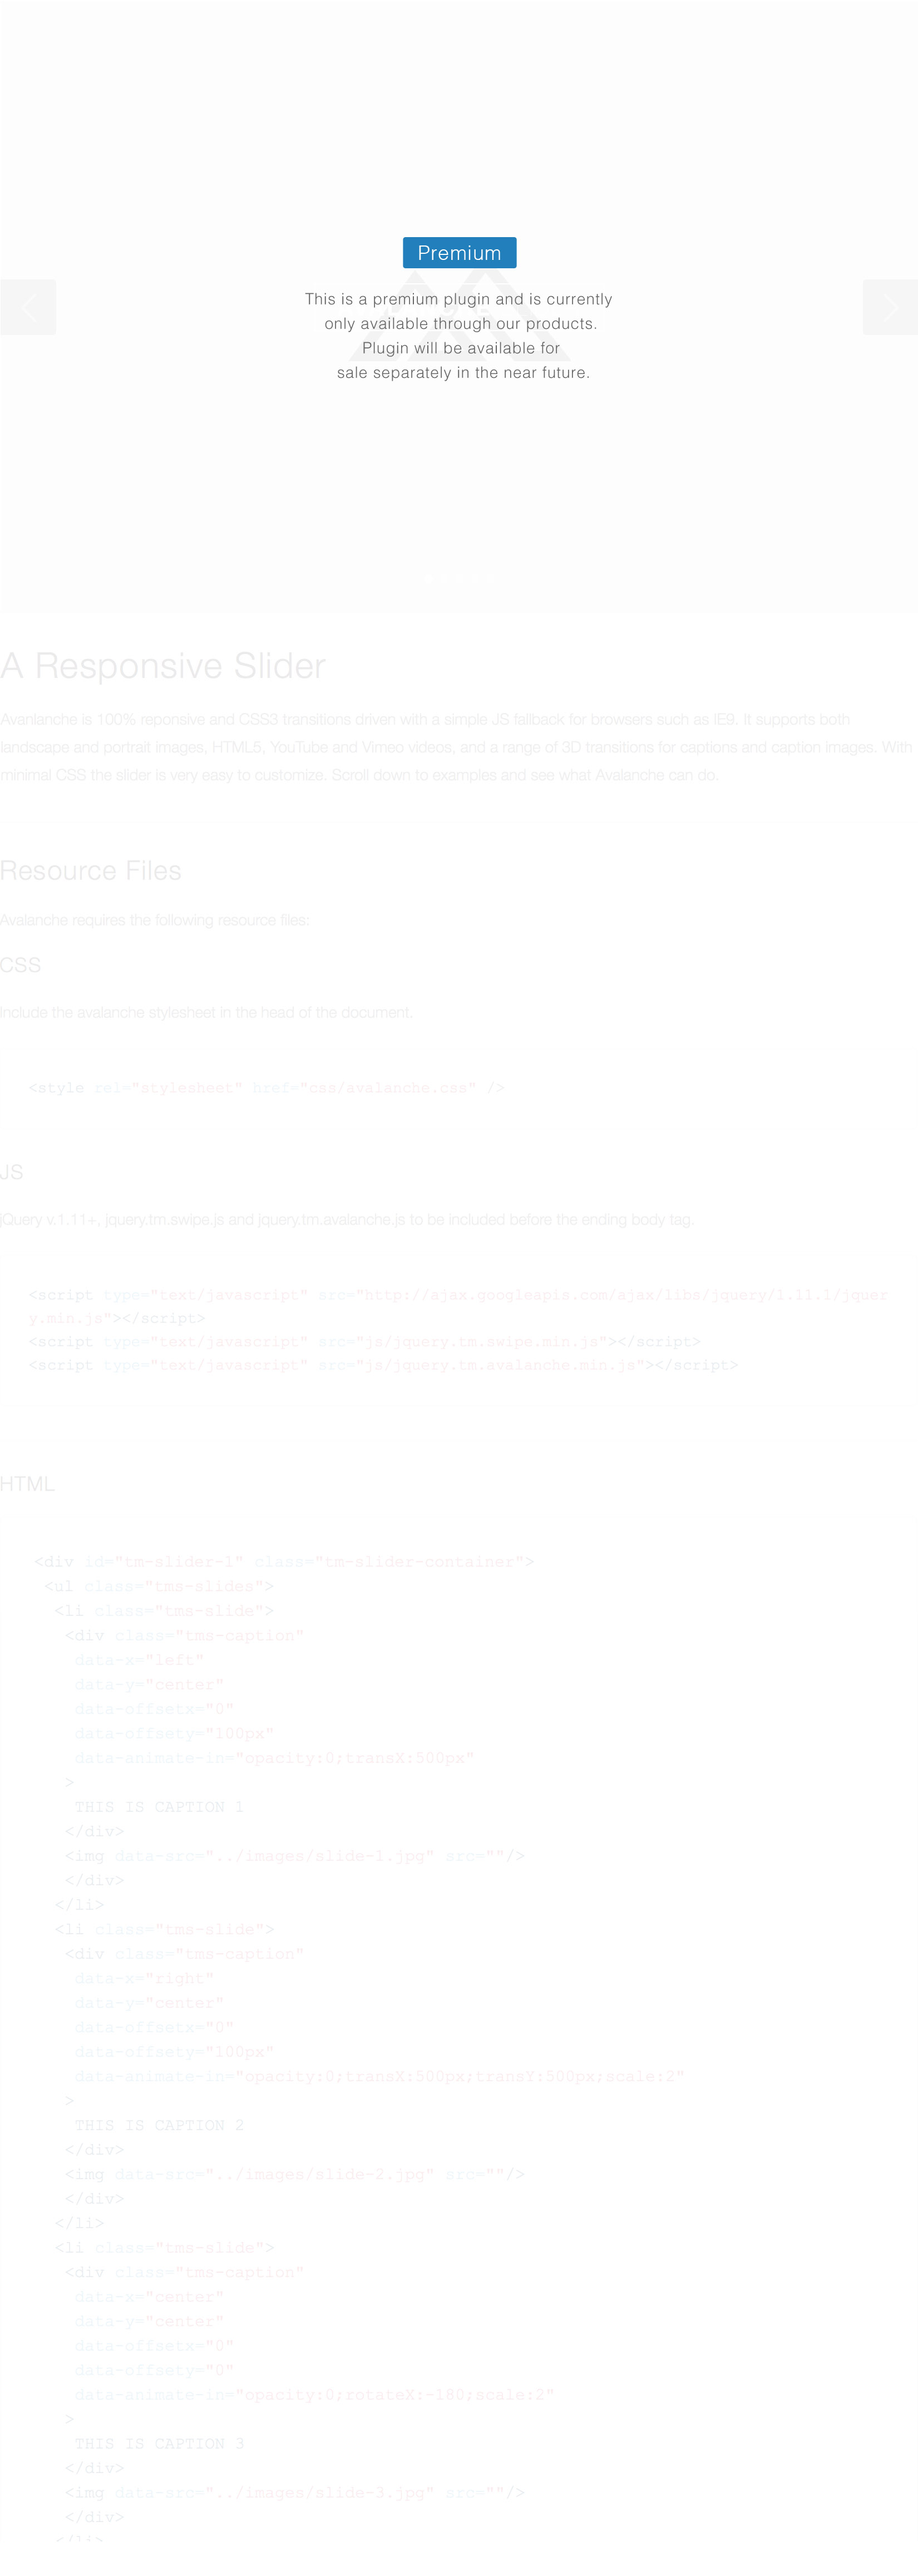 Premium
This is a premium plugin and is currently
only available through our products.
Plugin will be available for
sale separately in the near future.
A Responsive Slider
Avanlanche is 100% reponsive and CSS3 transitions driven with a simple JS fallback for browsers such as IE9. It supports both
landscape and portrait images, HTML5, YouTube and Vimeo videos, and a range of 3D transitions for captions and caption images. With
minimal CSS the slider is very easy to customize. Scroll down to examples and see what Avalanche can do.
Resource Files
Avalanche requires the following resource files:
CSS
Include the avalanche stylesheet in the head of the document.
<style rel="stylesheet" href="css/avalanche.css" />
JS
jQuery v.1.11+, jquery.tm.swipe.js and jquery.tm.avalanche.js to be included before the ending body tag.
<script type="text/javascript" src="http://ajax.googleapis.com/ajax/libs/jquery/1.11.1/jquer
y.min.js"></script>
<script type="text/javascript" src="js/jquery.tm.swipe.min.js"></script>
<script type="text/javascript" src="js/jquery.tm.avalanche.min.js"></script>
HTML
<div id="tm-slider-1" class="tm-slider-container">
<ul class="tms-slides">
<li class="tms-slide">
<div class="tms-caption"
data-x="left"
data-y="center"
data-offsetx="0"
data-offsety="100px"
data-animate-in="opacity:0;transX:500px"
>
THIS IS CAPTION 1
</div>
<img data-src="../images/slide-1.jpg" src=""/>
</div>
</li>
<li class="tms-slide">
<div class="tms-caption"
data-x="right"
data-y="center"
data-offsetx="0"
data-offsety="100px"
data-animate-in="opacity:0;transX:500px;transY:500px;scale:2"
>
THIS IS CAPTION 2
</div>
<img data-src="../images/slide-2.jpg" src=""/>
</div>
</li>
<li class="tms-slide">
<div class="tms-caption"
data-x="center"
data-y="center"
data-offsetx="0"
data-offsety="0"
data-animate-in="opacity:0;rotateX:-180;scale:2"
>
THIS IS CAPTION 3
</div>
<img data-src="../images/slide-3.jpg" src=""/>
</div>
</li>